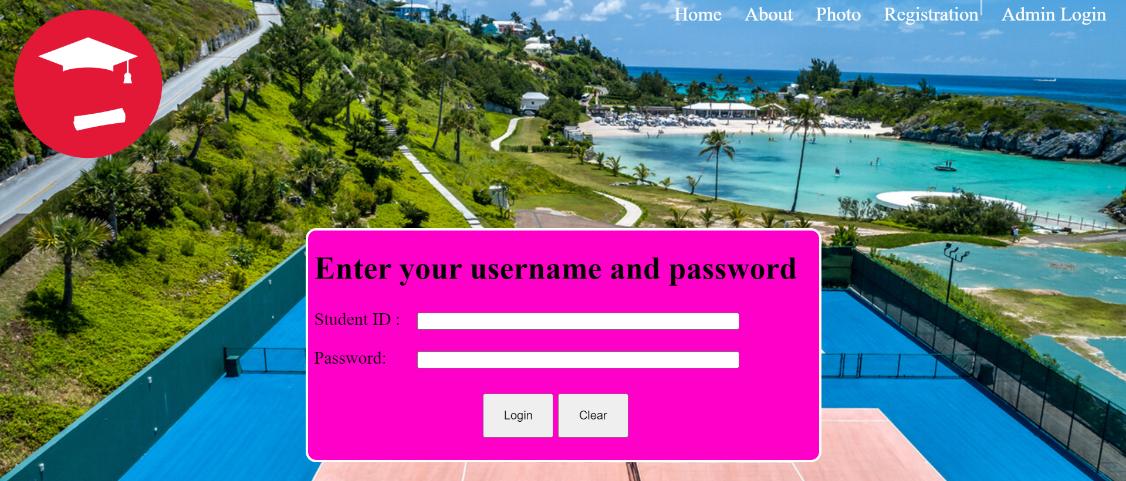 Home About Photo Registration Admin Login
Enter your username and password
Student ID :
Password:
Login Clear